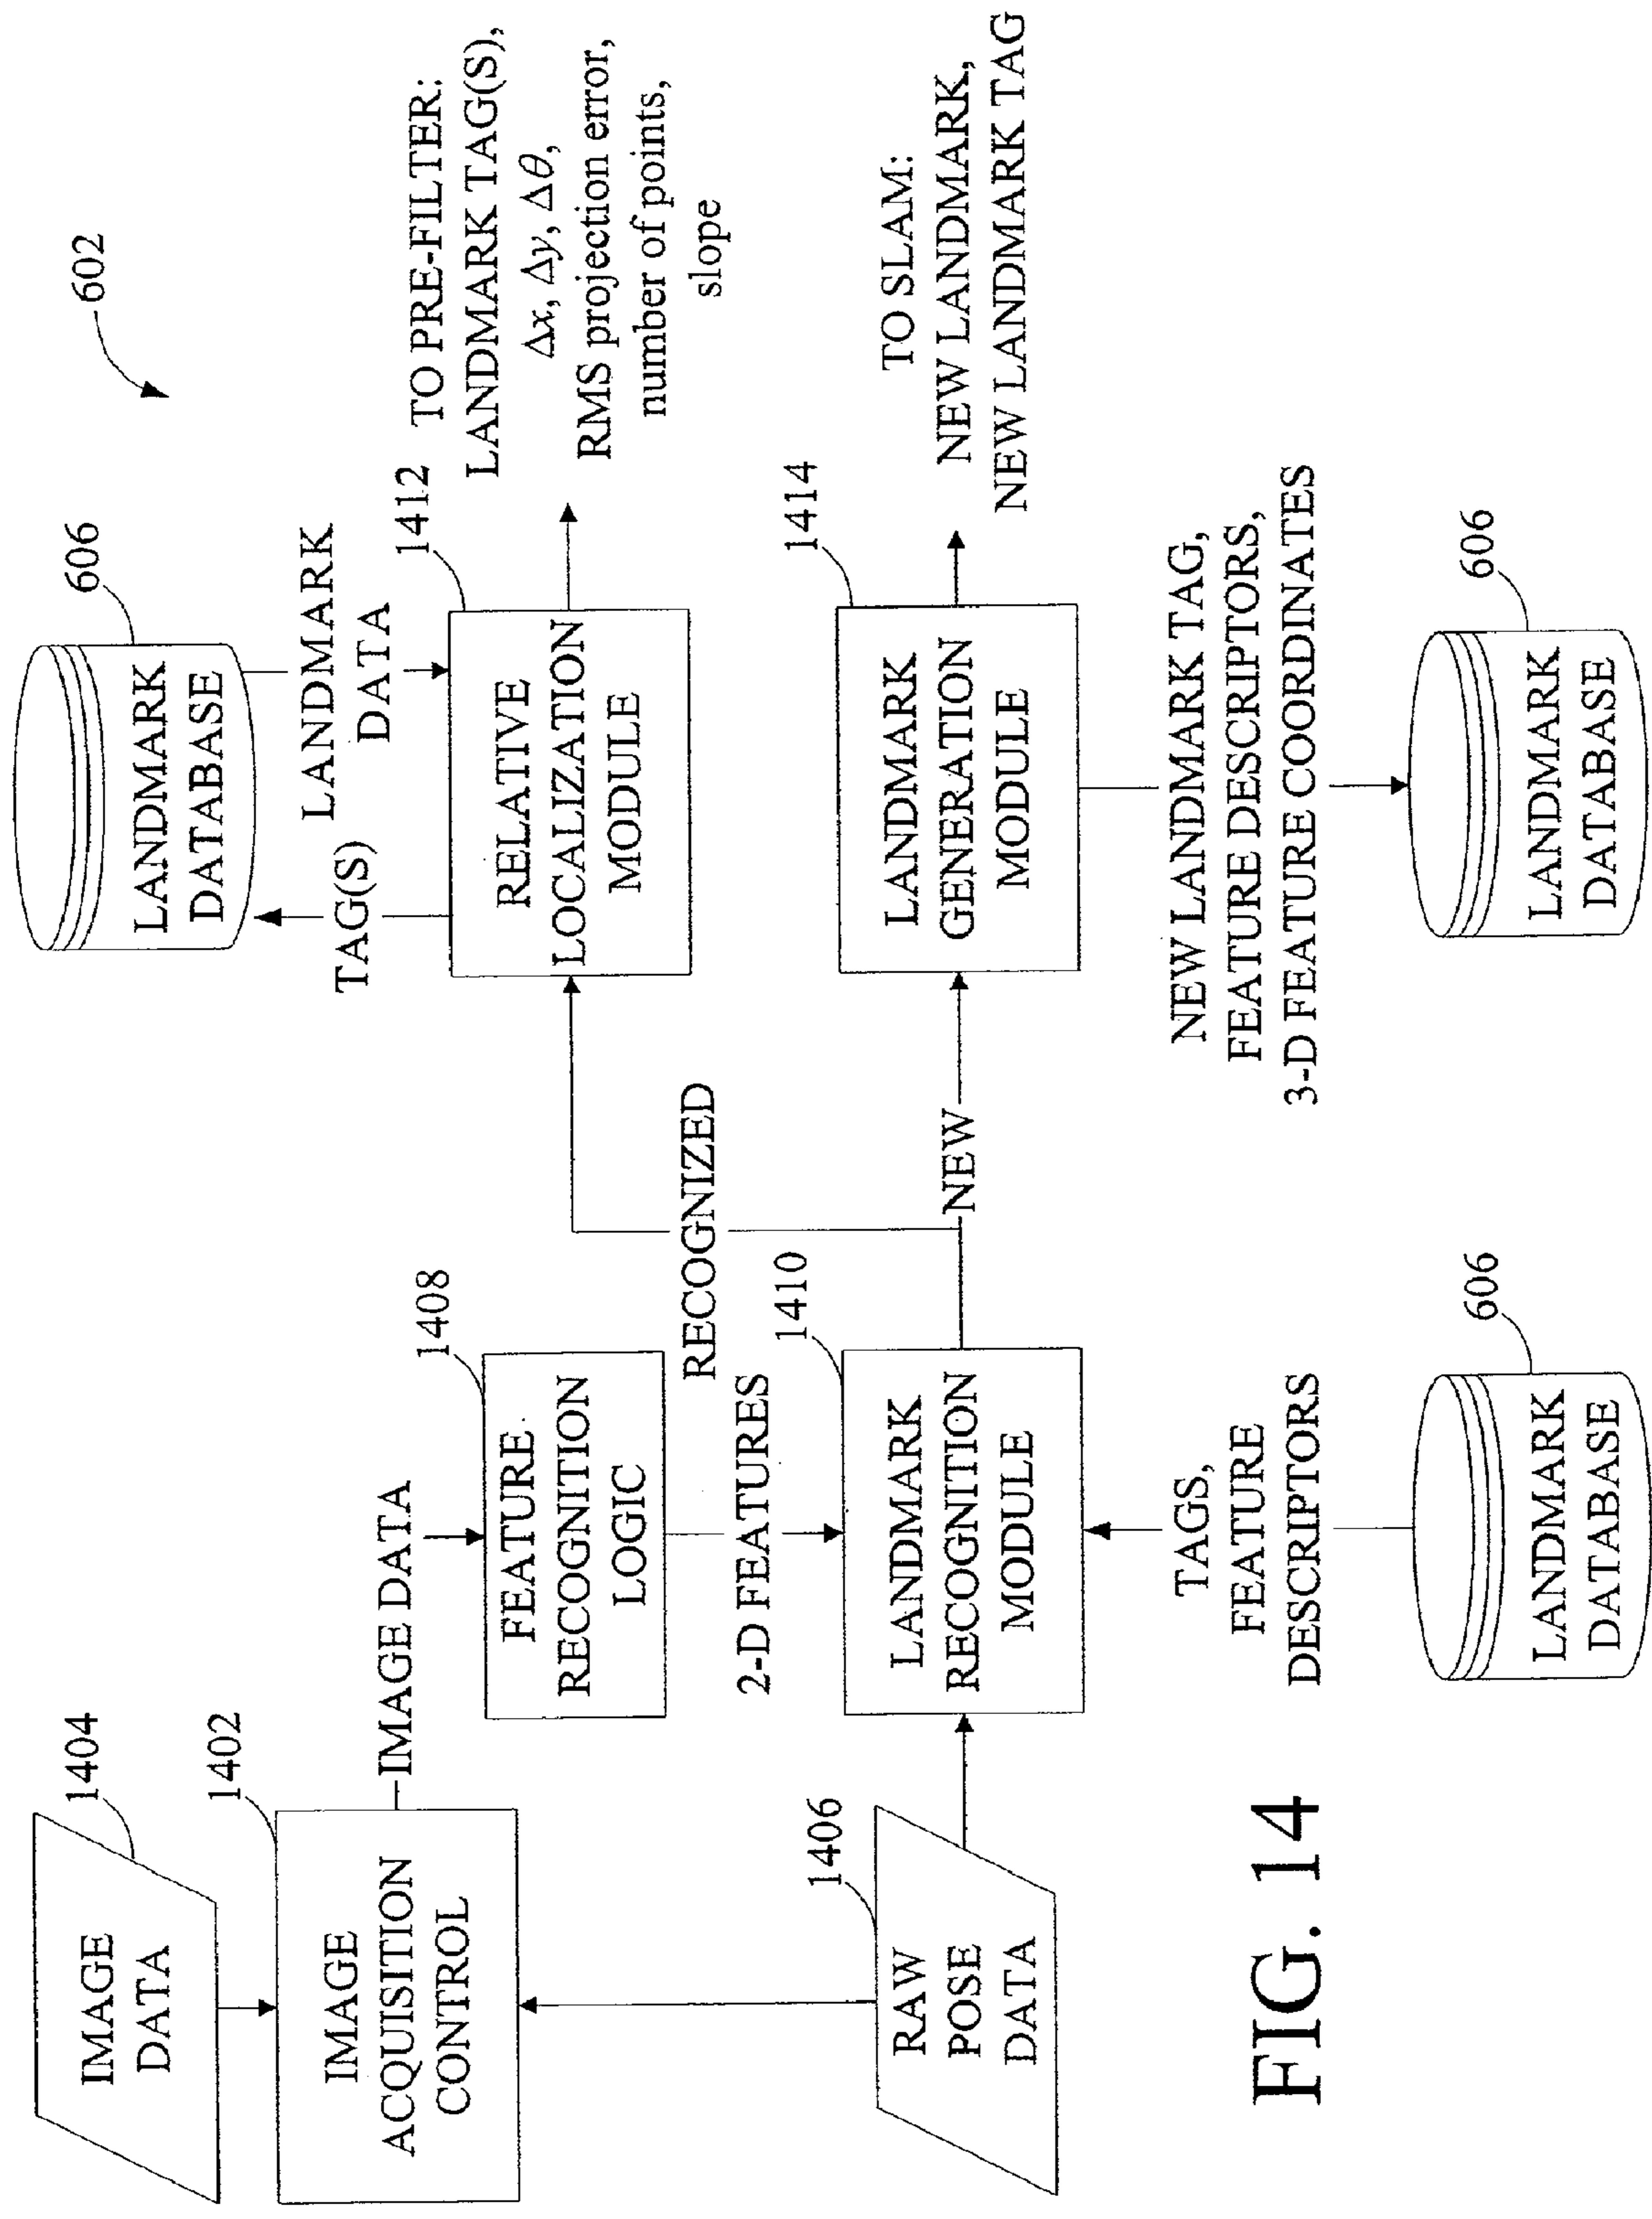 602
1404
IMAGE
DATA
1402
IMAGE
ACQUISITION
CONTROL
IMAGE DATA
1408
FEATURE
RECOGNITION
LOGIC
2-D FEATURES
1406
RAW
POSE
DATA
1410
LANDMARK
RECOGNITION
MODULE
TAGS,
FEATURE
DESCRIPTORS
606
LANDMARK
DATABASE
RECOGNIZED
NEW
606
LANDMARK
DATABASE
TAG(S)
LANDMARK
DATA
1412
RELATIVE
LOCALIZATION
MODULE
TO PRE-FILTER:
LANDMARK TAG(S),
Δx, Δy, Δθ,
RMS projection error,
number of points,
slope
1414
LANDMARK
GENERATION
MODULE
TO SLAM:
NEW LANDMARK,
NEW LANDMARK TAG
NEW LANDMARK TAG,
FEATURE DESCRIPTORS,
3-D FEATURE COORDINATES
606
LANDMARK
DATABASE
FIG. 14